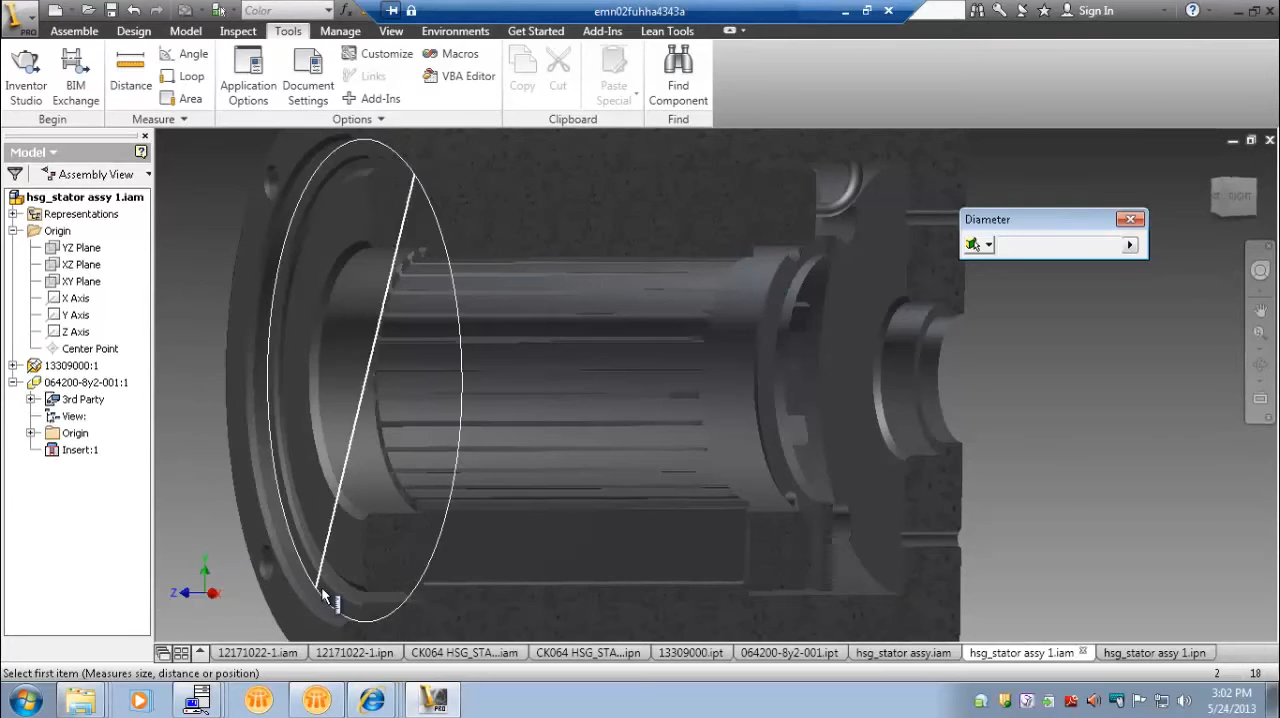 Color
emn02fuhha4343a
Sign In
PRO
Assemble Design Model Inspect Tools Manage View Environments Get Started Add-Ins Lean Tools
Inventor Studio
BIM Exchange
Distance
Angle
Loop
Area
Application Options
Document Settings
Customize
Links
Add-Ins
Macros
VBA Editor
Copy
Cut
Paste Special
Find Component
Begin Measure Options Clipboard Find
Model
Assembly View
hsg_stator assy 1.iam
Representations
Origin
YZ Plane
XZ Plane
XY Plane
X Axis
Y Axis
Z Axis
Center Point
13309000:1
064200-8y2-001:1
3rd Party
View:
Origin
Insert:1
Diameter
RIGHT
Y
Z
12171022-1.iam 12171022-1.ipn CK064 HSG_STA...iam CK064 HSG_STA...ipn 13309000.ipt 064200-8y2-001.ipt hsg_stator assy.iam hsg_stator assy 1.iam hsg_stator assy 1.ipn
Select first item (Measures size, distance or position)
2 18
PRO
3:02 PM
5/24/2013